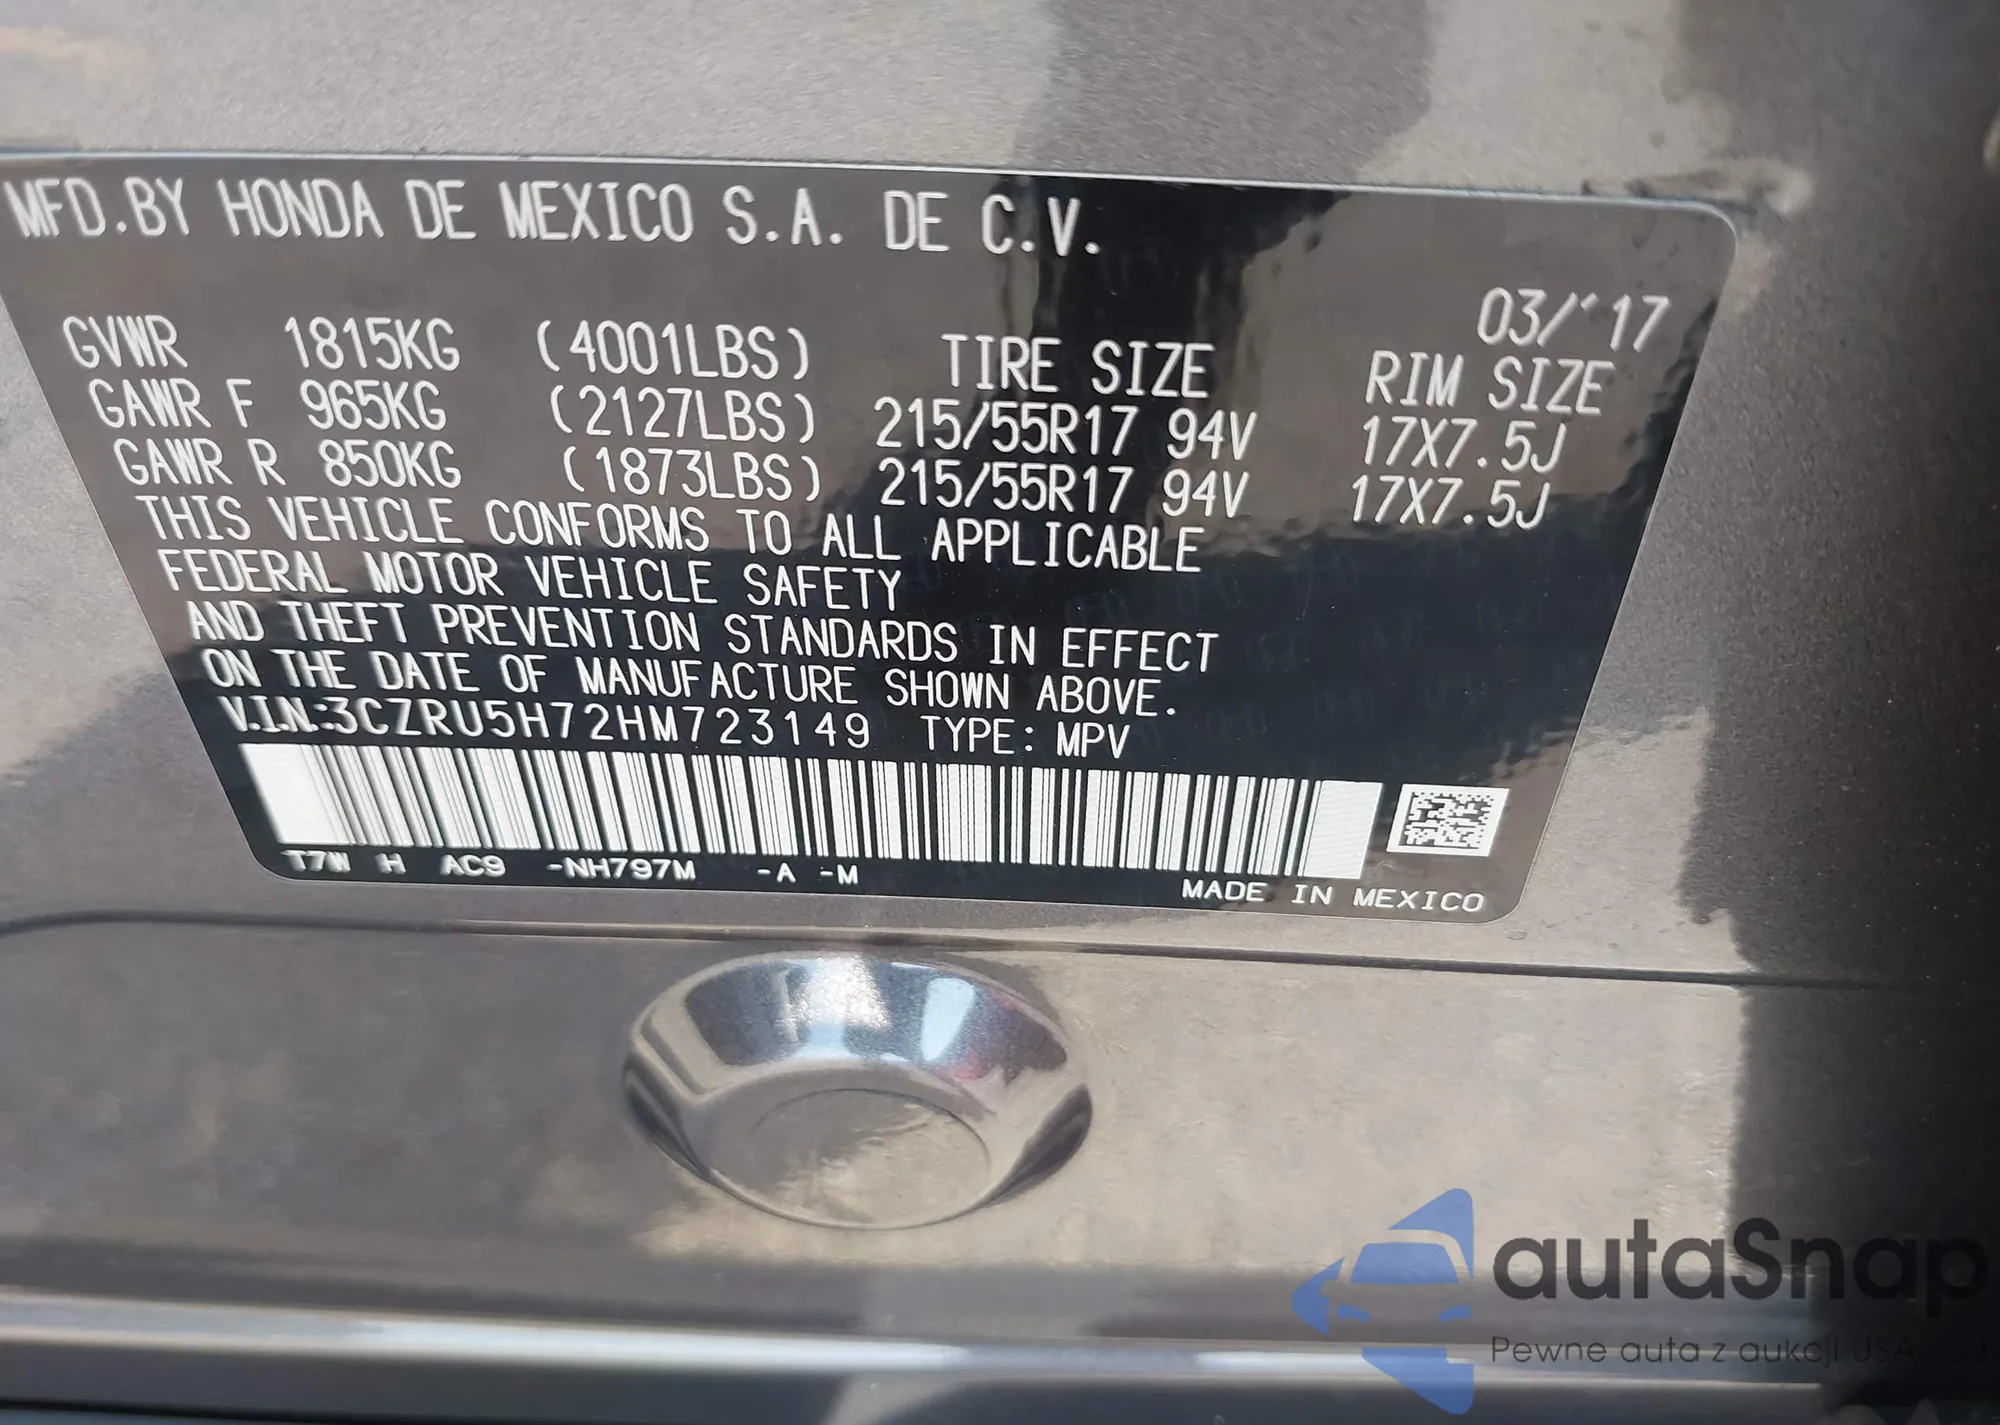 MFD.BY HONDA DE MEXICO S.A. DE C.V.
03/'17
GVWR 1815KG (4001LBS) TIRE SIZE RIM SIZE
GAWR F 965KG (2127LBS) 215/55R17 94V 17X7.5J
GAWR R 850KG (1873LBS) 215/55R17 94V 17X7.5J
THIS VEHICLE CONFORMS TO ALL APPLICABLE
FEDERAL MOTOR VEHICLE SAFETY
AND THEFT PREVENTION STANDARDS IN EFFECT
ON THE DATE OF MANUFACTURE SHOWN ABOVE.
V.I.N:3CZRU5H72HM723149 TYPE: MPV
T7W H AC9 -NH797M -A -M
MADE IN MEXICO
autaSnap
Pewne auta z aukcji USA